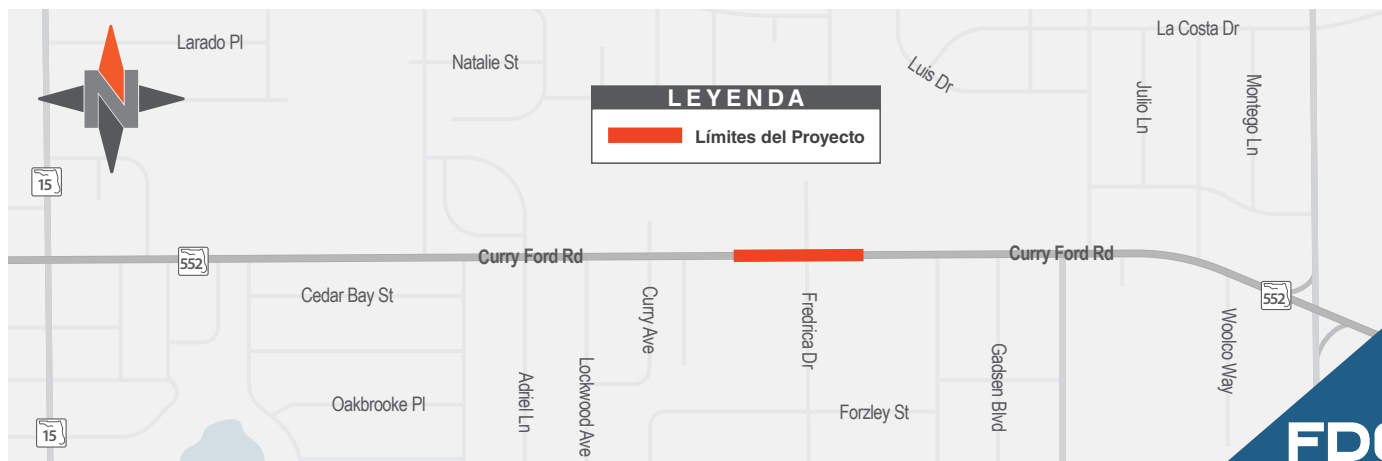 Larado Pl
Natalie St
La Costa Dr
Luis Dr
Julio Ln
Montego Ln
N
LEYENDA
Límites del Proyecto
15
552
Curry Ford Rd
Curry Ford Rd
552
Cedar Bay St
Curry Ave
Fredrica Dr
Gadsen Blvd
Woolco Way
Adriel Ln
Lockwood Ave
Oakbrooke Pl
Forzley St
15